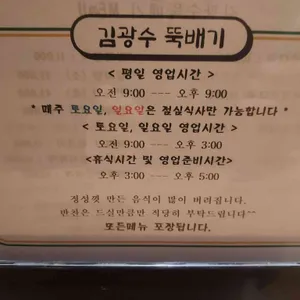 김광수 뚝배기
< 평일 영업시간 >
오전 9:00 --- 오후 9:00
* 매주 토요일, 일요일은 점심식사만 가능합니다 *
< 토요일, 일요일 영업시간 >
오전 9:00 --- 오후 3:00
<휴식시간 및 영업준비시간>
오후 3:00 --- 오후 5:00
정성껏 만든 음식이 많이 버려집니다.
반찬은 드실만큼만 적당히 부탁드립니다^^
모든메뉴 포장됩니다.